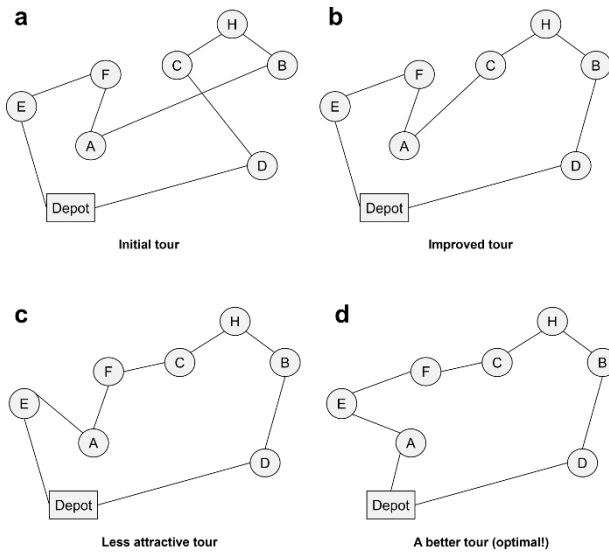 a
H
C
B
F
E
A
D
Depot
Initial tour
b
H
C
B
F
E
A
D
Depot
Improved tour
c
H
C
B
F
E
A
D
Depot
Less attractive tour
d
H
C
B
F
E
A
D
Depot
A better tour (optimal!)